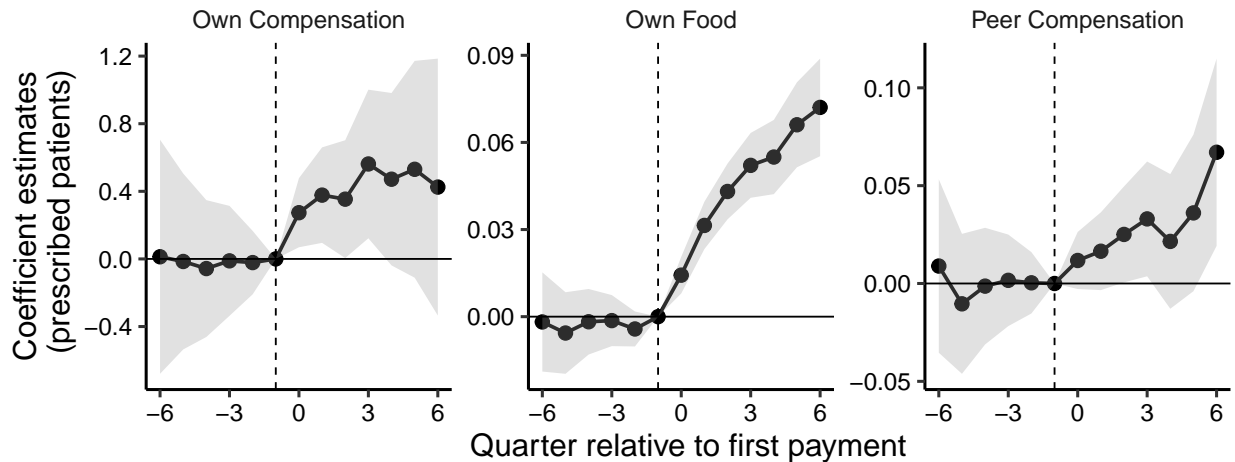 Own Compensation
Own Food
Peer Compensation
Coefficient estimates
(prescribed patients)
1.2
0.8
0.4
0.0
−0.4
−6 −3 0 3 6
0.09
0.06
0.03
0.00
−6 −3 0 3 6
0.10
0.05
0.00
−0.05
−6 −3 0 3 6
Quarter relative to first payment